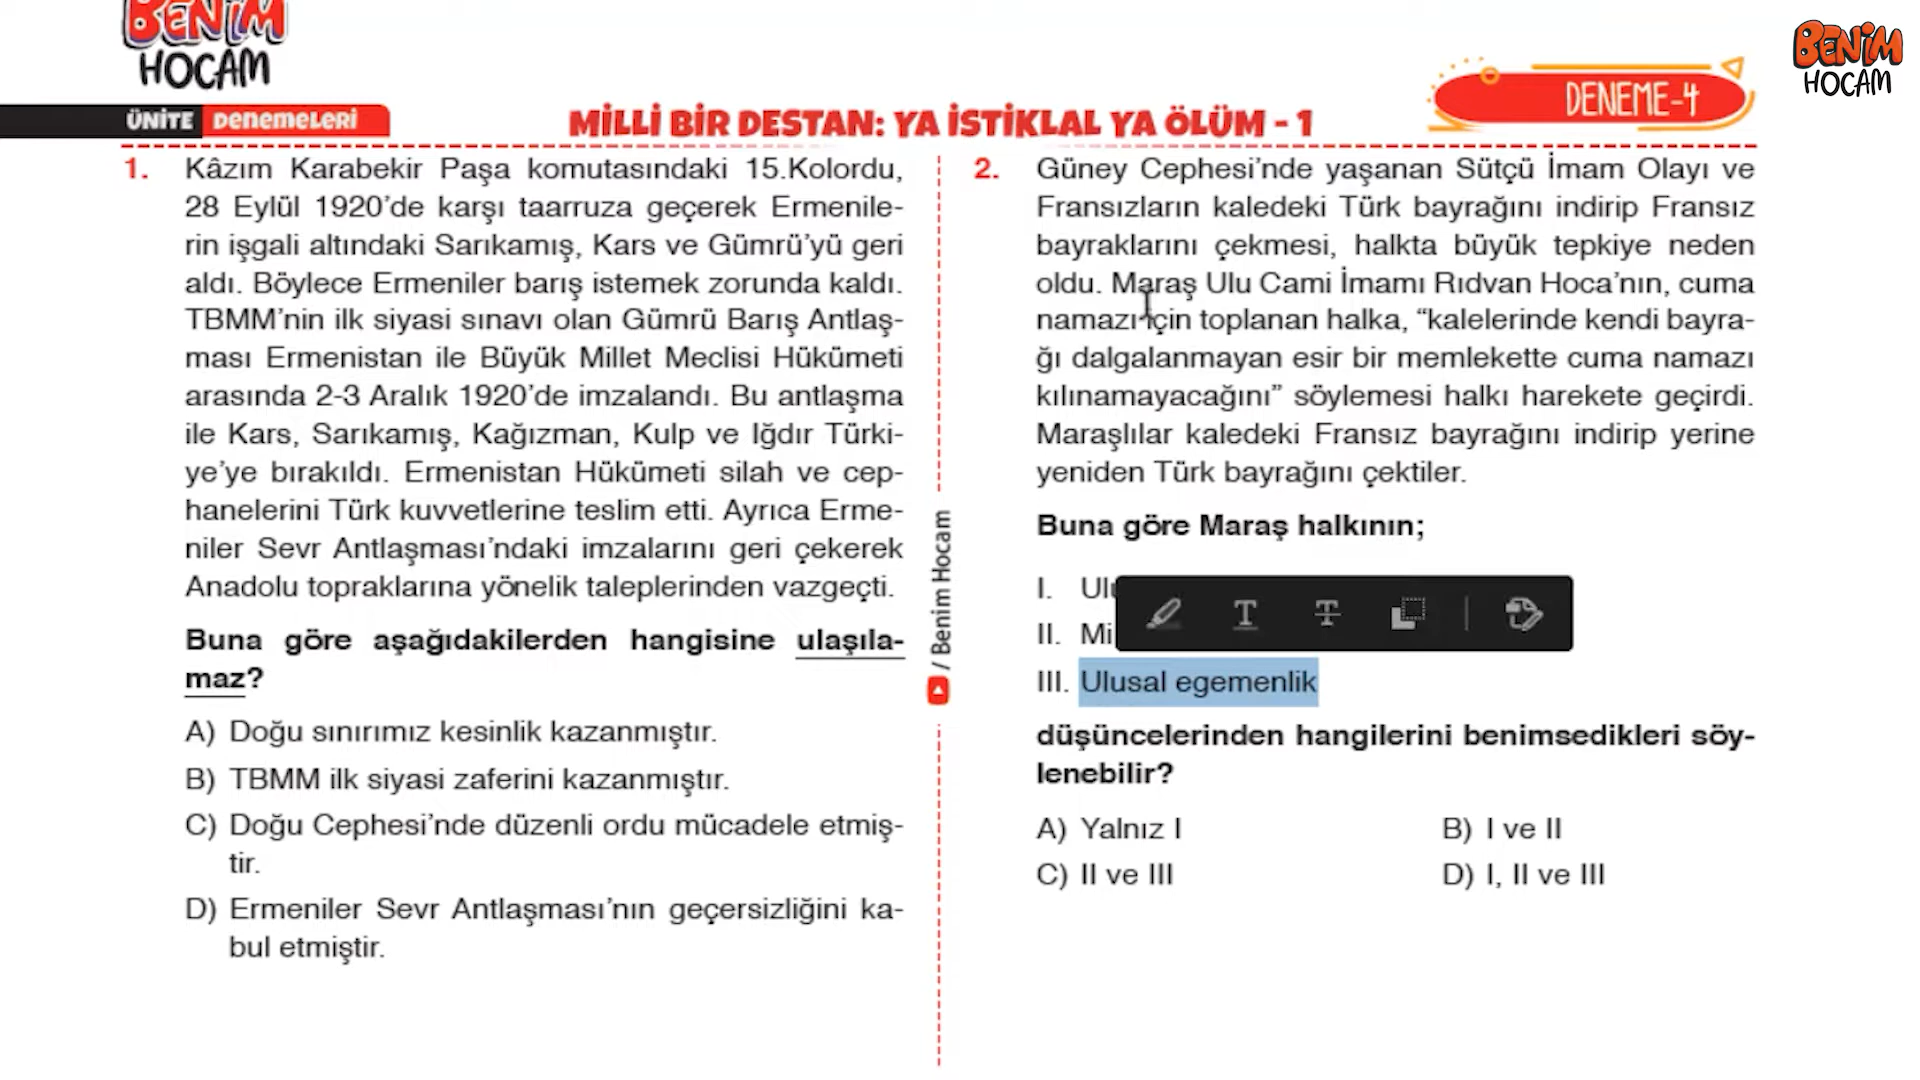 BENİM
HOCAM
BENİM
HOCAM
ÜNİTE DENEMELERİ
MİLLİ BİR DESTAN: YA İSTİKLAL YA ÖLÜM - 1
DENEME-4
1. Kâzım Karabekir Paşa komutasındaki 15.Kolordu,
28 Eylül 1920’de karşı taarruza geçerek Ermenile-
rin işgali altındaki Sarıkamış, Kars ve Gümrü’yü geri
aldı. Böylece Ermeniler barış istemek zorunda kaldı.
TBMM’nin ilk siyasi sınavı olan Gümrü Barış Antlaş-
ması Ermenistan ile Büyük Millet Meclisi Hükümeti
arasında 2-3 Aralık 1920’de imzalandı. Bu antlaşma
ile Kars, Sarıkamış, Kağızman, Kulp ve Iğdır Türki-
ye’ye bırakıldı. Ermenistan Hükümeti silah ve cep-
hanelerini Türk kuvvetlerine teslim etti. Ayrıca Erme-
niler Sevr Antlaşması’ndaki imzalarını geri çekerek
Anadolu topraklarına yönelik taleplerinden vazgeçti.
Buna göre aşağıdakilerden hangisine ulaşıla-
maz?
A) Doğu sınırımız kesinlik kazanmıştır.
B) TBMM ilk siyasi zaferini kazanmıştır.
C) Doğu Cephesi’nde düzenli ordu mücadele etmiş-
tir.
D) Ermeniler Sevr Antlaşması’nın geçersizliğini ka-
bul etmiştir.
/ Benim Hocam
2. Güney Cephesi’nde yaşanan Sütçü İmam Olayı ve
Fransızların kaledeki Türk bayrağını indirip Fransız
bayraklarını çekmesi, halkta büyük tepkiye neden
oldu. Maraş Ulu Cami İmamı Rıdvan Hoca’nın, cuma
namazı için toplanan halka, “kalelerinde kendi bayra-
ğı dalgalanmayan esir bir memlekette cuma namazı
kılınamayacağını” söylemesi halkı harekete geçirdi.
Maraşlılar kaledeki Fransız bayrağını indirip yerine
yeniden Türk bayrağını çektiler.
Buna göre Maraş halkının;
I.
II.
III. Ulusal egemenlik
düşüncelerinden hangilerini benimsedikleri söy-
lenebilir?
A) Yalnız I
B) I ve II
C) II ve III
D) I, II ve III